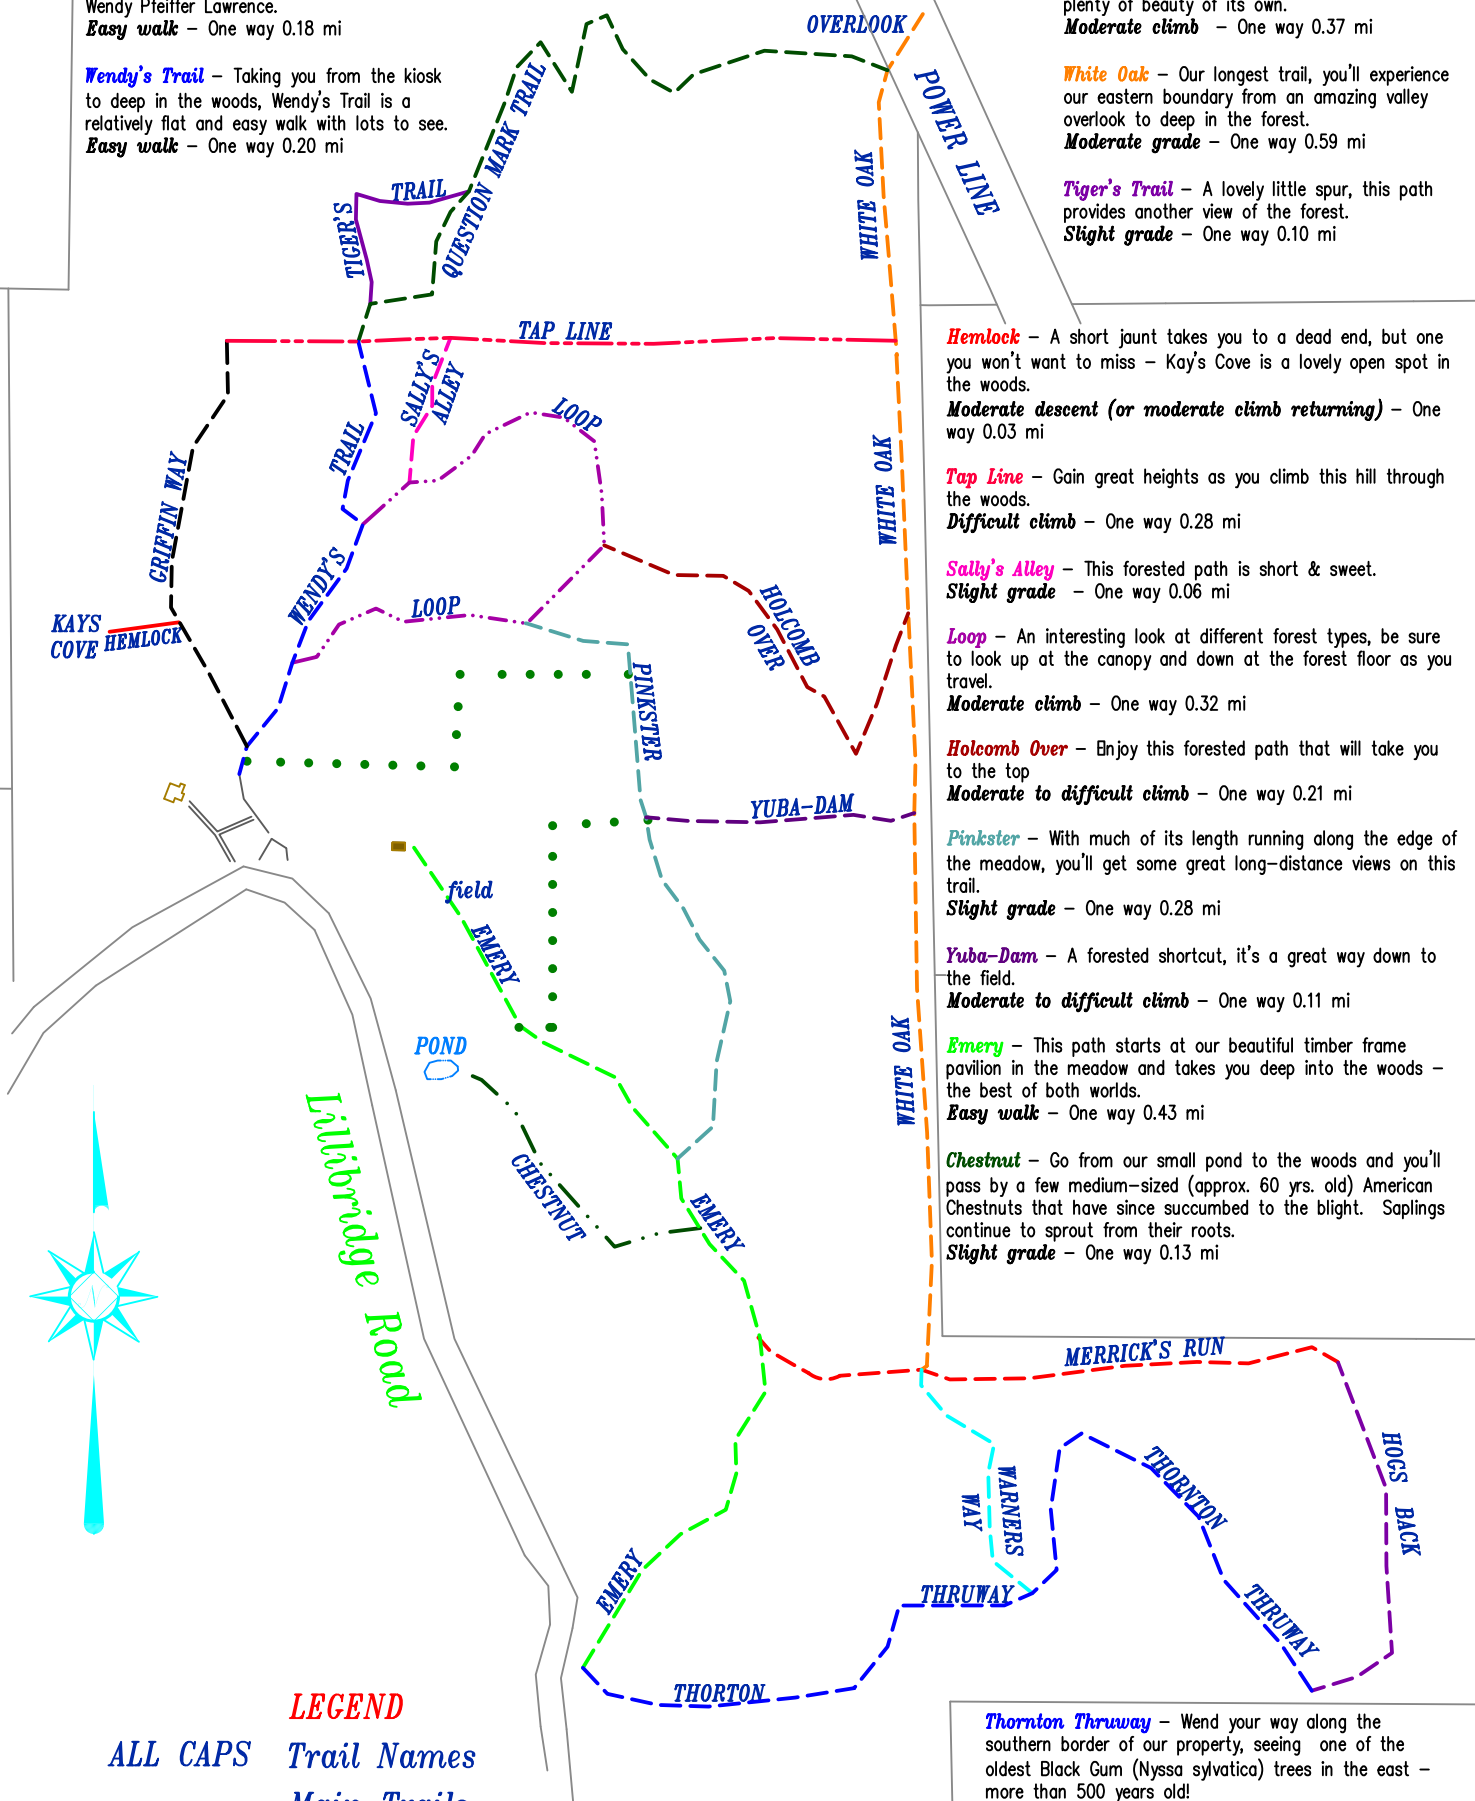 Wendy Pfeiffer Lawrence.
Easy walk – One way 0.18 mi
Wendy's Trail – Taking you from the kiosk
to deep in the woods, Wendy's Trail is a
relatively flat and easy walk with lots to see.
Easy walk – One way 0.20 mi
plenty of beauty of its own.
Moderate climb – One way 0.37 mi
White Oak – Our longest trail, you'll experience
our eastern boundary from an amazing valley
overlook to deep in the forest.
Moderate grade – One way 0.59 mi
Tiger's Trail – A lovely little spur, this path
provides another view of the forest.
Slight grade – One way 0.10 mi
OVERLOOK
POWER LINE
QUESTION MARK TRAIL
TIGER'S
TRAIL
WHITE OAK
TAP LINE
SALLY'S
ALLEY
LOOP
TRAIL
WENDY'S
GRIFFIN WAY
WHITE OAK
KAYS
COVE
HEMLOCK
LOOP
HOLCOMB
OVER
PINKSTER
YUBA-DAM
field
EMERY
POND
CHESTNUT
WHITE OAK
EMERY
Lillibridge Road
Hemlock – A short jaunt takes you to a dead end, but one
you won't want to miss – Kay's Cove is a lovely open spot in
the woods.
Moderate descent (or moderate climb returning) – One
way 0.03 mi
Tap Line – Gain great heights as you climb this hill through
the woods.
Difficult climb – One way 0.28 mi
Sally's Alley – This forested path is short & sweet.
Slight grade – One way 0.06 mi
Loop – An interesting look at different forest types, be sure
to look up at the canopy and down at the forest floor as you
travel.
Moderate climb – One way 0.32 mi
Holcomb Over – Enjoy this forested path that will take you
to the top
Moderate to difficult climb – One way 0.21 mi
Pinkster – With much of its length running along the edge of
the meadow, you'll get some great long-distance views on this
trail.
Slight grade – One way 0.28 mi
Yuba-Dam – A forested shortcut, it's a great way down to
the field.
Moderate to difficult climb – One way 0.11 mi
Emery – This path starts at our beautiful timber frame
pavilion in the meadow and takes you deep into the woods –
the best of both worlds.
Easy walk – One way 0.43 mi
Chestnut – Go from our small pond to the woods and you'll
pass by a few medium-sized (approx. 60 yrs. old) American
Chestnuts that have since succumbed to the blight. Saplings
continue to sprout from their roots.
Slight grade – One way 0.13 mi
MERRICK'S RUN
HOGS BACK
WARNERS
WAY
THORNTON
THRUWAY
THRUWAY
EMERY
THORTON
LEGEND
ALL CAPS Trail Names
Main Trails
Thornton Thruway – Wend your way along the
southern border of our property, seeing one of the
oldest Black Gum (Nyssa sylvatica) trees in the east –
more than 500 years old!